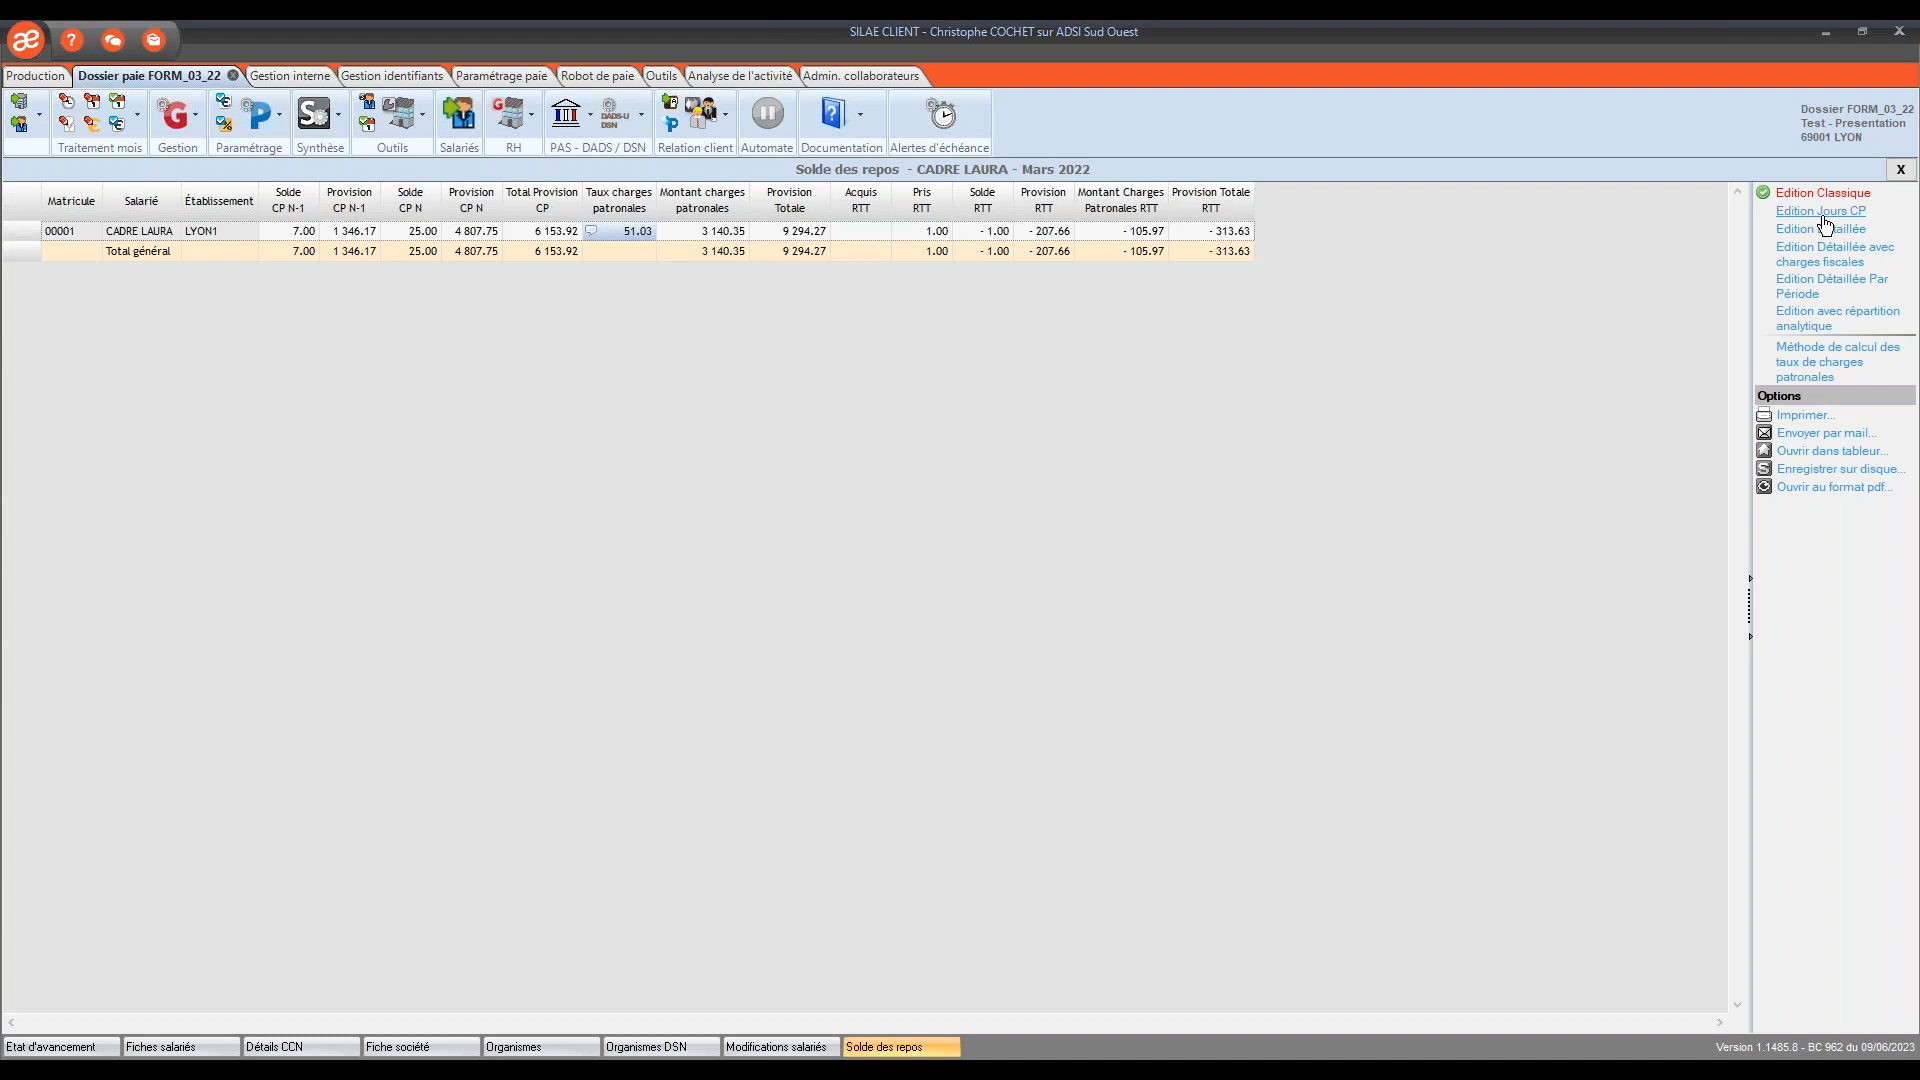 SILAE CLIENT - Christophe COCHET sur ADSI Sud Ouest
Production
Dossier paie FORM_03_22
Gestion interne
Gestion identifiants
Paramétrage paie
Robot de paie
Outils
Analyse de l'activité
Admin. collaborateurs
DADS-U
DSN
Traitement mois
Gestion
Paramétrage
Synthèse
Outils
Salariés
RH
PAS - DADS / DSN
Relation client
Automate
Documentation
Alertes d'échéance
Dossier FORM_03_22
Test - Presentation
69001 LYON
Solde des repos - CADRE LAURA - Mars 2022
X
Matricule Salarié Établissement Solde CP N-1 Provision CP N-1 Solde CP N Provision CP N Total Provision CP Taux charges patronales Montant charges patronales Provision Totale Acquis RTT Pris RTT Solde RTT Provision RTT Montant Charges Patronales RTT Provision Totale RTT
00001 CADRE LAURA LYON1 7.00 1 346.17 25.00 4 807.75 6 153.92 51.03 3 140.35 9 294.27 1.00 - 1.00 - 207.66 - 105.97 - 313.63
Total général 7.00 1 346.17 25.00 4 807.75 6 153.92 3 140.35 9 294.27 1.00 - 1.00 - 207.66 - 105.97 - 313.63
Edition Classique
Edition Jours CP
Edition
Edition Détaillée avec
charges fiscales
Edition Détaillée Par
Période
Edition avec répartition
analytique
Méthode de calcul des
taux de charges
patronales
Options
Imprimer...
Envoyer par mail...
Ouvrir dans tableur...
Enregistrer sur disque...
Ouvrir au format pdf...
Etat d'avancement
Fiches salariés
Détails CCN
Fiche société
Organismes
Organismes DSN
Modifications salariés
Solde des repos
Version 1.1485.8 - BC 962 du 09/06/2023